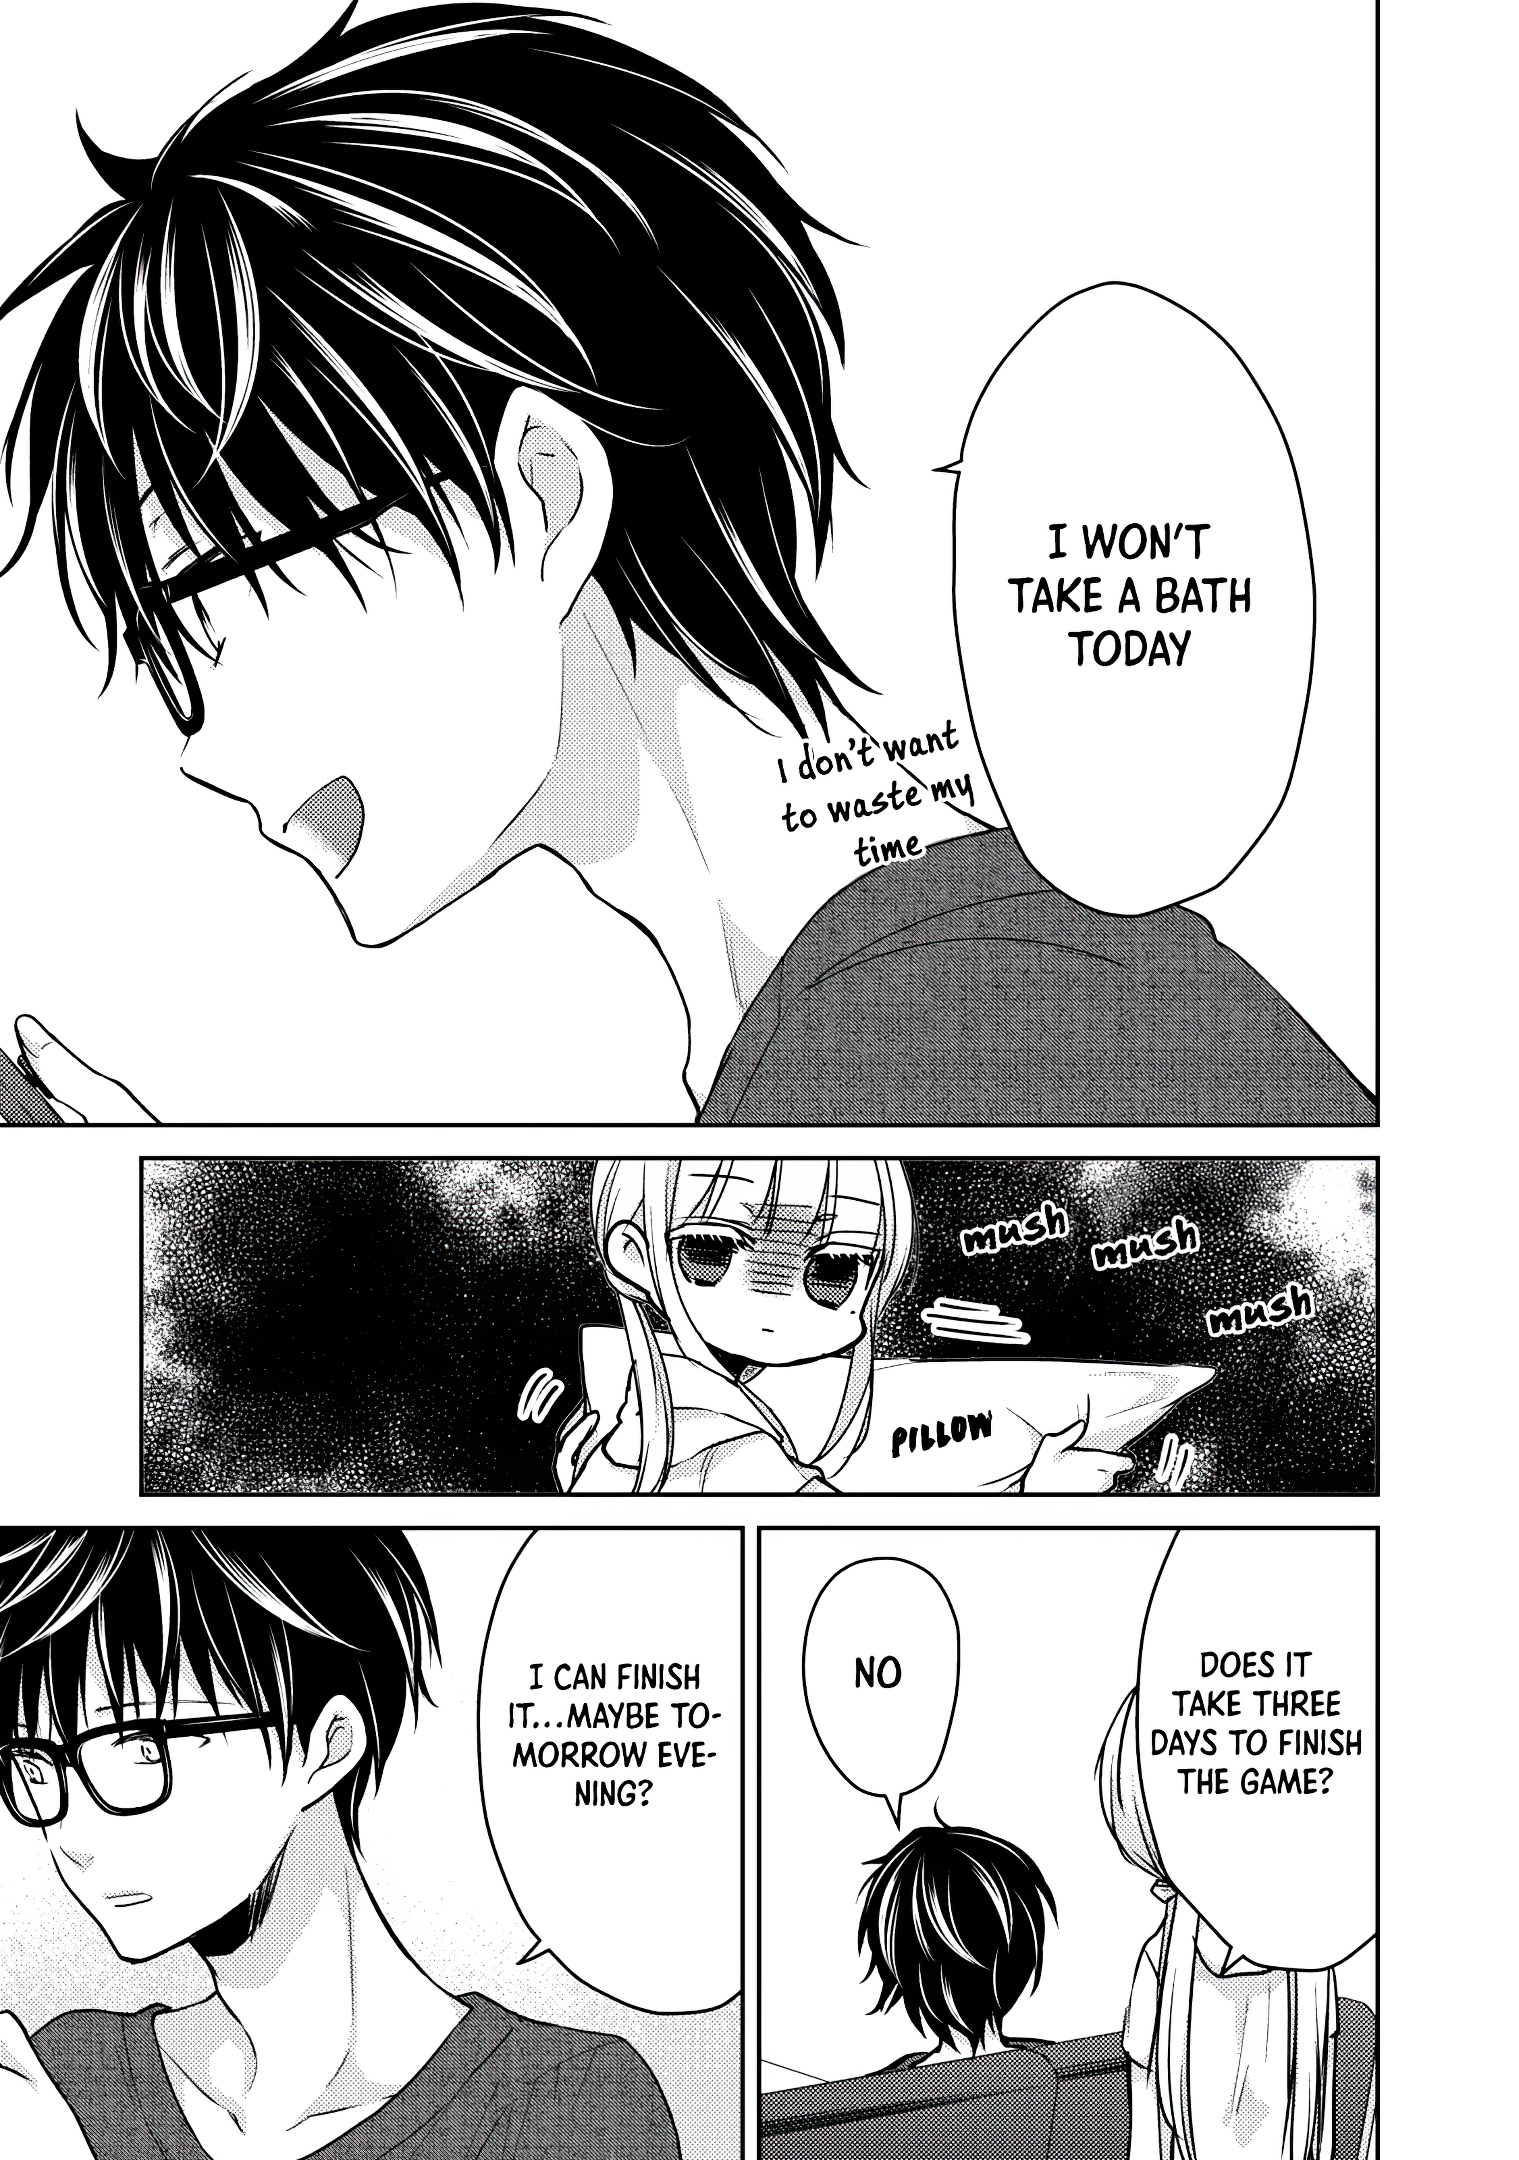 I WON'T
TAKE A BATH
TODAY
I don't want
to waste my
time
mush
mush
mush
PILLOW
DOES IT
TAKE THREE
DAYS TO FINISH
THE GAME?
NO
I CAN FINISH
IT...MAYBE TO-
MORROW EVE-
NING?